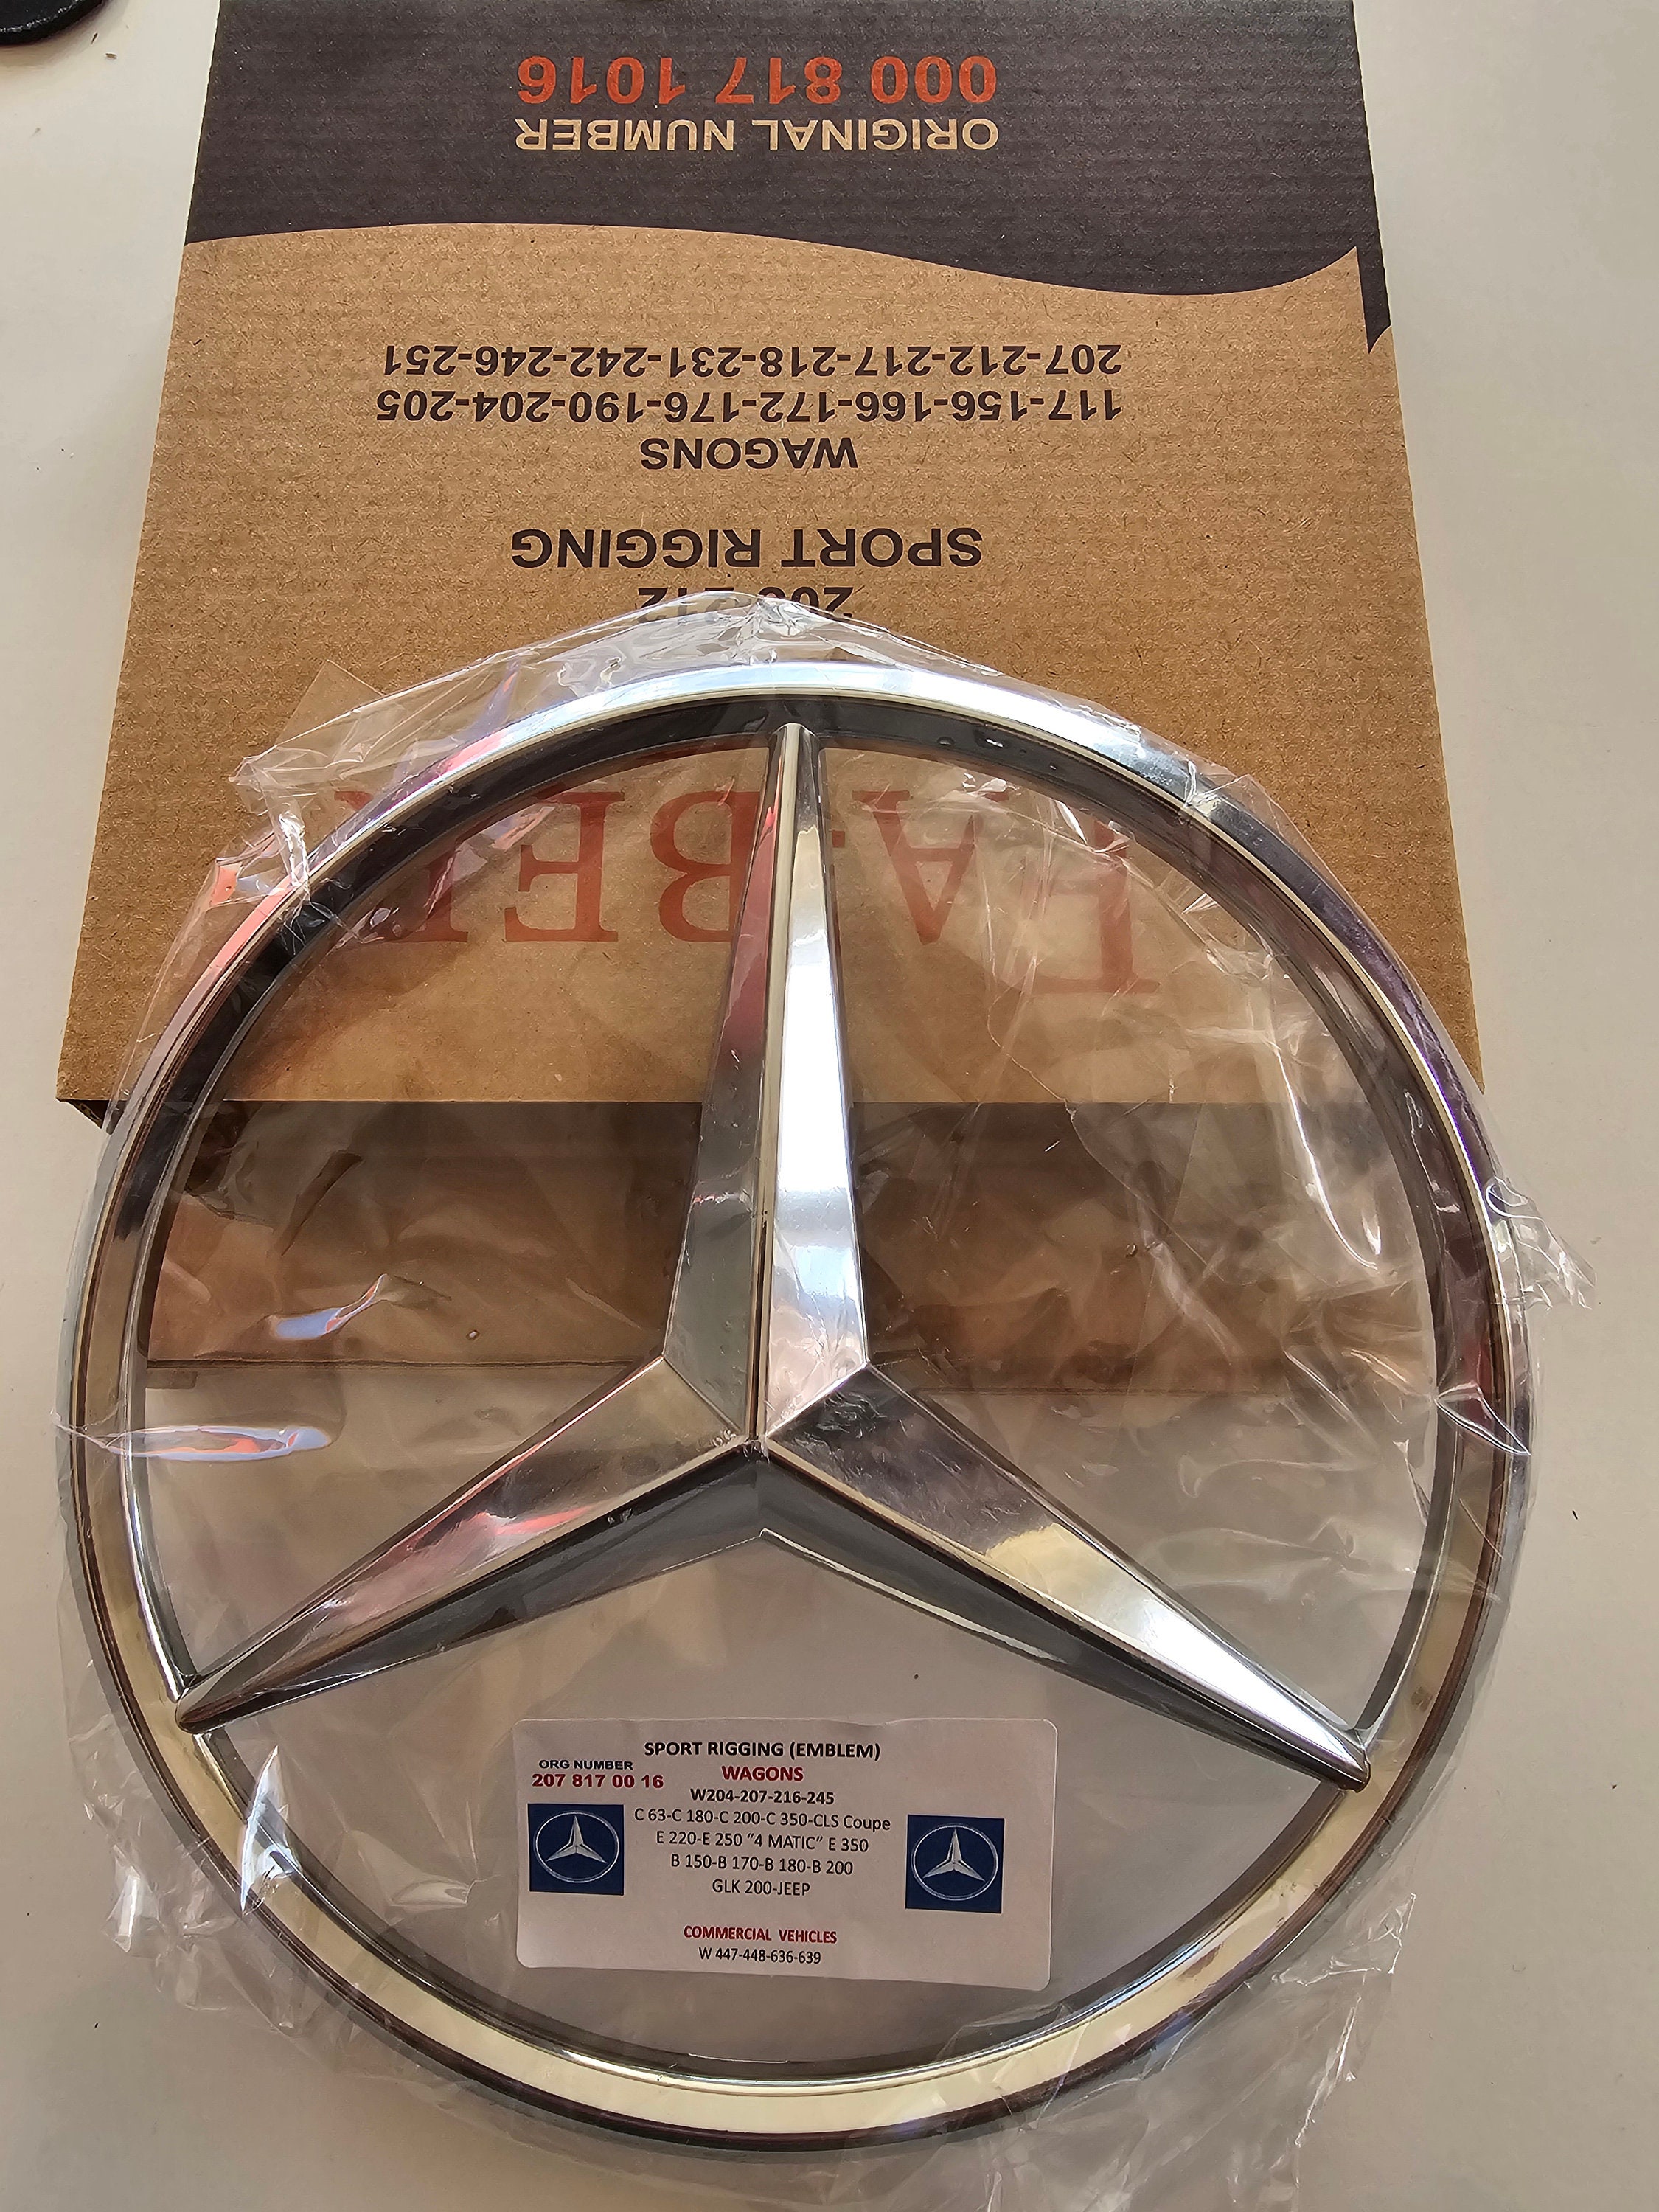 000 817 1016
ORIGINAL NUMBER
207-212-217-218-231-242-246-251
117-156-166-172-176-190-204-205
WAGONS
SPORT RIGGING
SPORT RIGGING (EMBLEM)
ORG NUMBER
WAGONS
207 817 00 16
W204-207-216-245
C 63-C 180-C 200-C 350-CLS Coupe
E 220-E 250 “4 MATIC” E 350
B 150-B 170-B 180-B 200
GLK 200-JEEP
COMMERCIAL VEHICLES
W 447-448-636-639